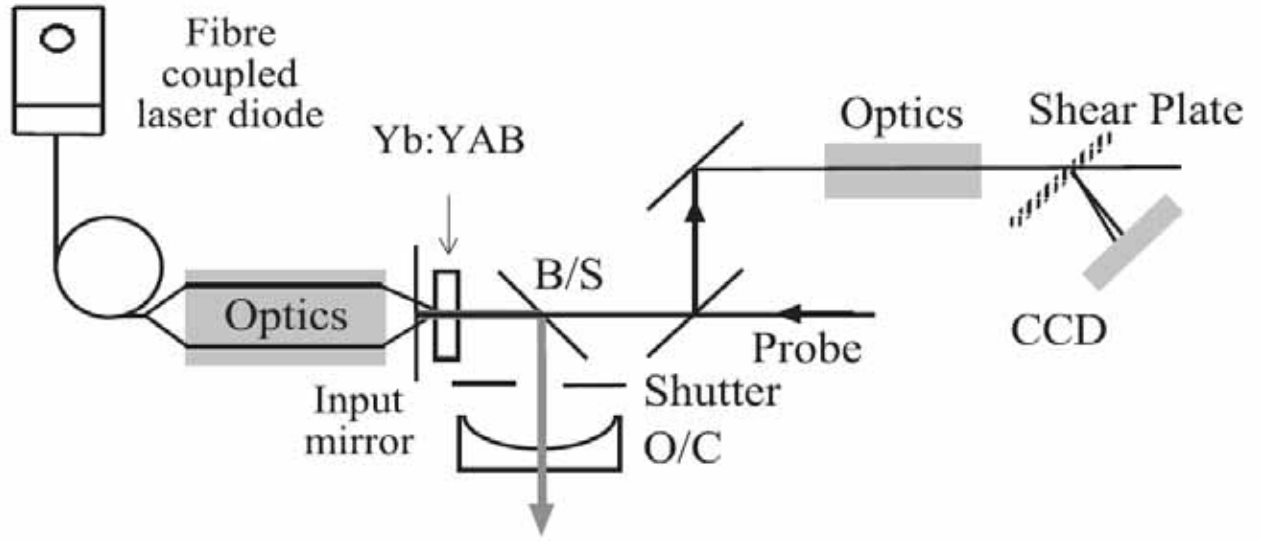 Fibre
coupled
laser diode
Yb:YAB
Optics
Shear Plate
B/S
Optics
Probe
CCD
Input
mirror
Shutter
O/C